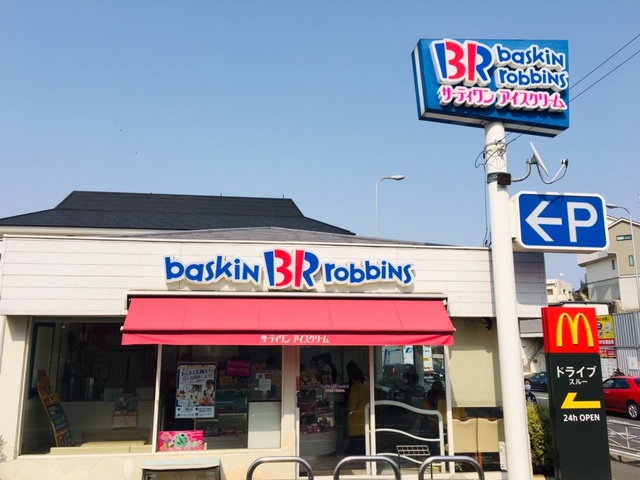 BR baskin
robbins
サーティワン アイスクリーム
P
baskin BR robbins
サーティワン アイスクリーム
M
ドライブ
スルー
24h OPEN